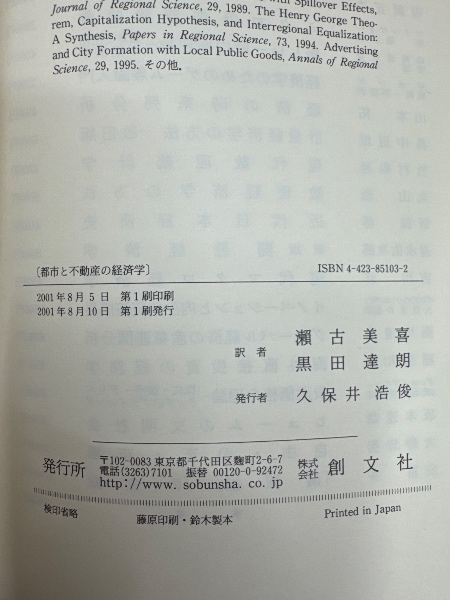 with Spillover Effects,
Journal of Regional Science, 29, 1989. The Henry George Theo-
rem, Capitalization Hypothesis, and Interregional Equalization:
A Synthesis, Papers in Regional Science, 73, 1994. Advertising
and City Formation with Local Public Goods, Annals of Regional
Science, 29, 1995. その他.
〔都市と不動産の経済学〕
ISBN 4-423-85103-2
2001年8月5日 第1刷印刷
2001年8月10日 第1刷発行
訳者
瀬古美喜
黒田達朗
発行者 久保井浩俊
発行所
〒102-0083 東京都千代田区麴町2-6-7
電話(3263)7101 振替 00120-0-92472
http://www. sobunsha. co. jp
株式会社 創文社
検印省略 藤原印刷・鈴木製本 Printed in Japan